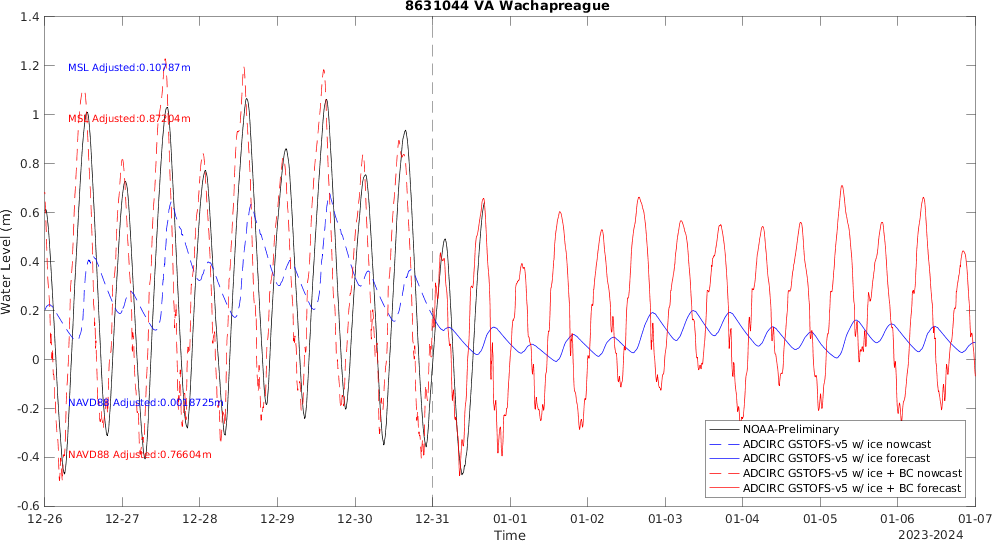 8631044 VA Wachapreague
1.4
1.2
1
0.8
0.6
0.4
0.2
0
-0.2
-0.4
-0.6
Water Level (m)
MSL Adjusted:0.10787m
MSL Adjusted:0.87204m
NAVD88 Adjusted:0.0018725m
NAVD88 Adjusted:0.76604m
NOAA-Preliminary
ADCIRC GSTOFS-v5 w/ ice nowcast
ADCIRC GSTOFS-v5 w/ ice forecast
ADCIRC GSTOFS-v5 w/ ice + BC nowcast
ADCIRC GSTOFS-v5 w/ ice + BC forecast
12-26 12-27 12-28 12-29 12-30 12-31 01-01 01-02 01-03 01-04 01-05 01-06 01-07
Time
2023-2024